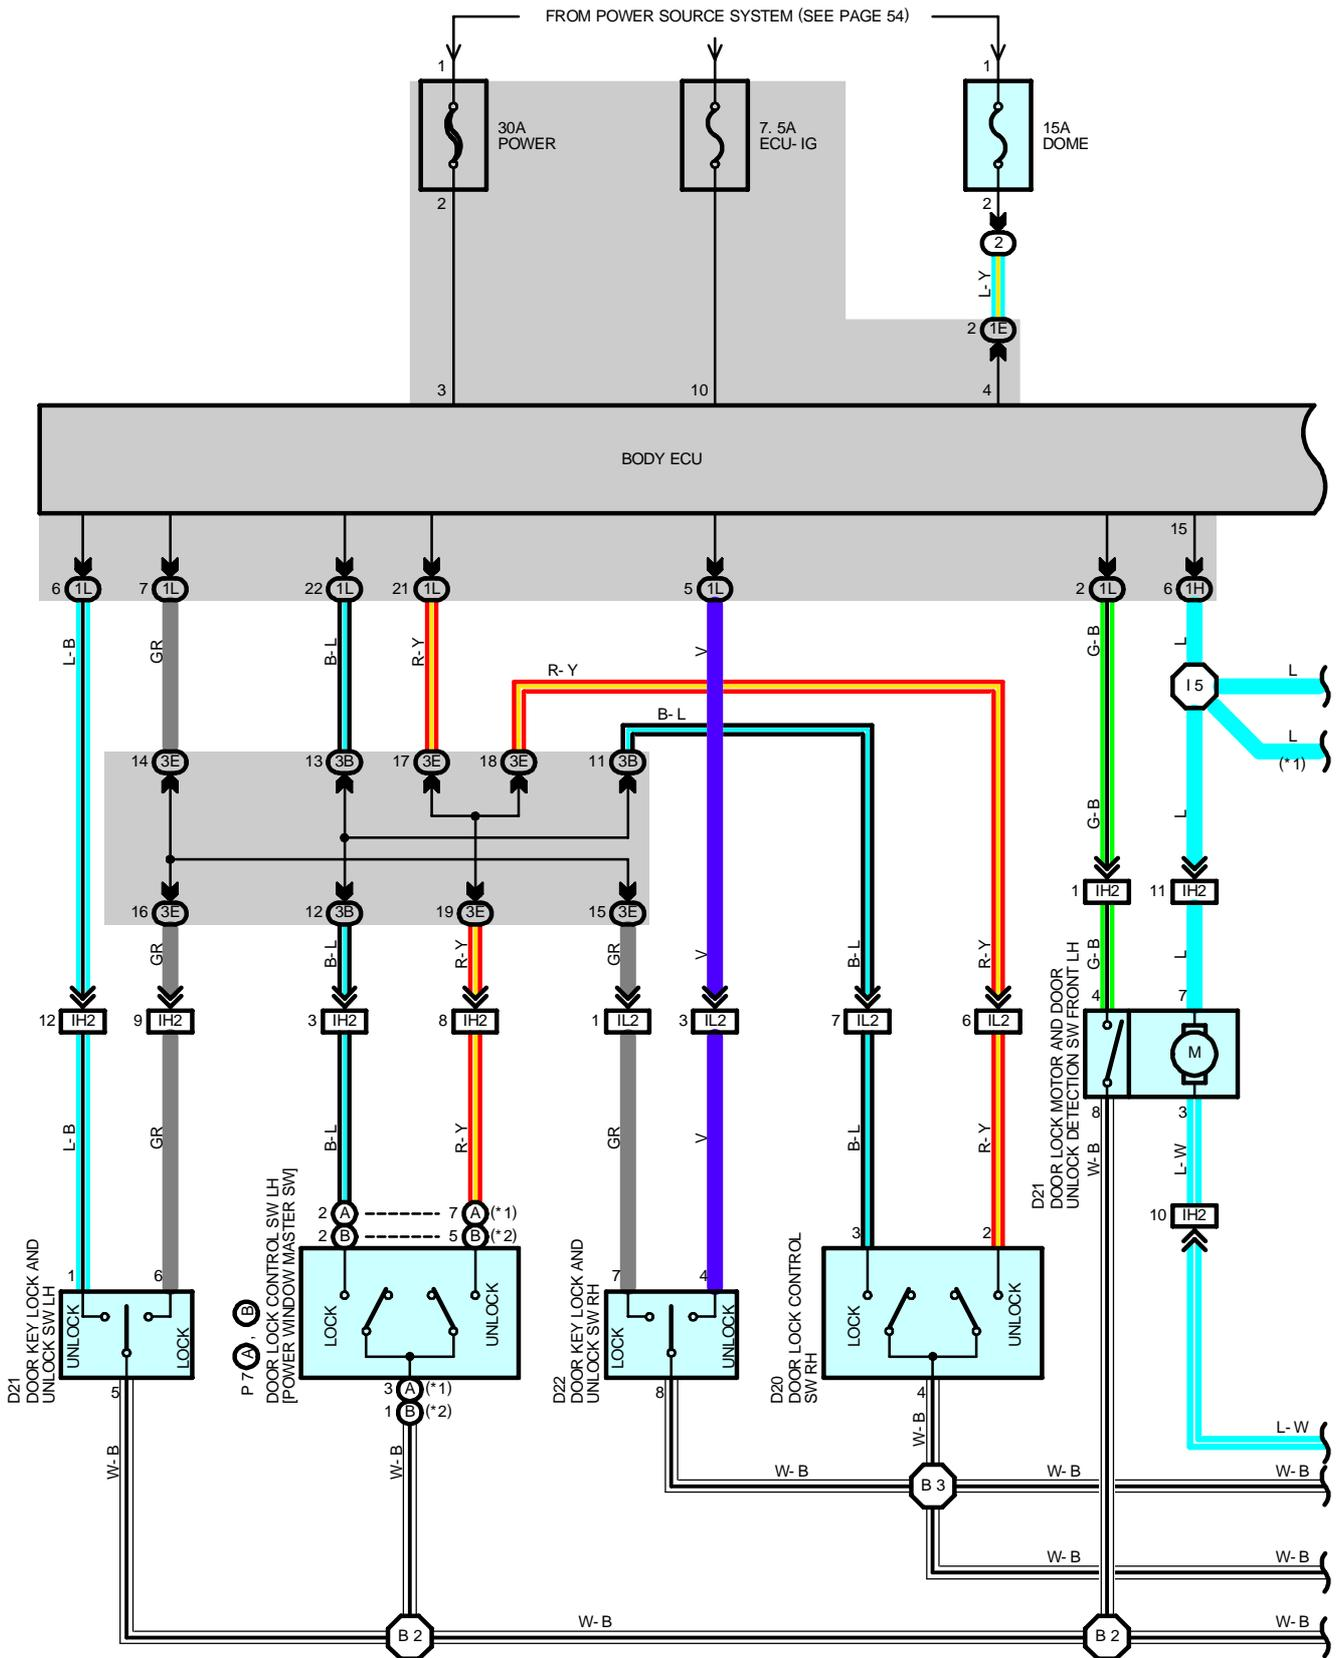 FROM POWER SOURCE SYSTEM (SEE PAGE 54)
1
1
30A
POWER
7. 5A
ECU- IG
15A
DOME
2
2
2
L- Y
2 1E
3
10
4
BODY ECU
15
6 1L
7 1L
22 1L
21 1L
5 1L
2 1L
6 1H
L- B
GR
B- L
R- Y
V
G- B
L
R- Y
B- L
I 5
L
L
(* 1)
14 3E
13 3B
17 3E
18 3E
11 3B
G- B
L
16 3E
12 3B
19 3E
15 3E
1 IH2
11 IH2
GR
B- L
R- Y
GR
V
B- L
R- Y
G- B
L
12 IH2
9 IH2
3 IH2
8 IH2
1 IL2
3 IL2
7 IL2
6 IL2
4
7
M
8
3
D21
DOOR LOCK MOTOR AND DOOR
UNLOCK DETECTION SW FRONT LH
L- B
GR
B- L
R- Y
GR
V
B- L
R- Y
W- B
L- W
10 IH2
2 A
7 A (* 1)
2 B
5 B (* 2)
1
6
7
4
3
2
D21
DOOR KEY LOCK AND
UNLOCK SW LH
UNLOCK
LOCK
P 7 A , B
DOOR LOCK CONTROL SW LH
[POWER WINDOW MASTER SW]
LOCK
UNLOCK
D22
DOOR KEY LOCK AND
UNLOCK SW RH
LOCK
UNLOCK
D20
DOOR LOCK CONTROL
SW RH
LOCK
UNLOCK
5
3 A (* 1)
1 B (* 2)
8
4
W- B
W- B
W- B
L- W
W- B
B 3
W- B
W- B
W- B
W- B
B 2
W- B
B 2
W- B